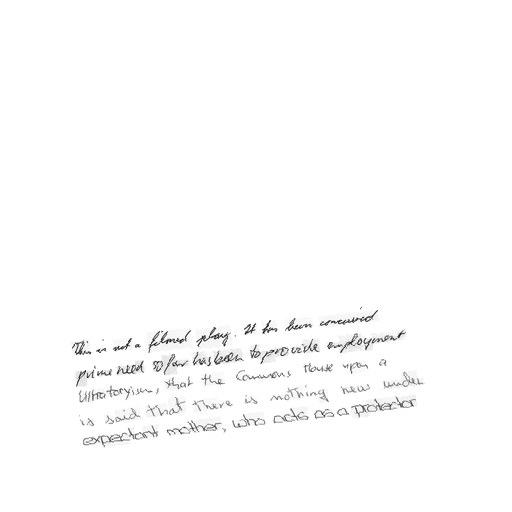 This is not a filmed play. It has been conceived
prime need so far has been to provide employment
Ultratoryism, that the Commons House upon a
is said that there is nothing new under
expectant mother, who acts as a protector